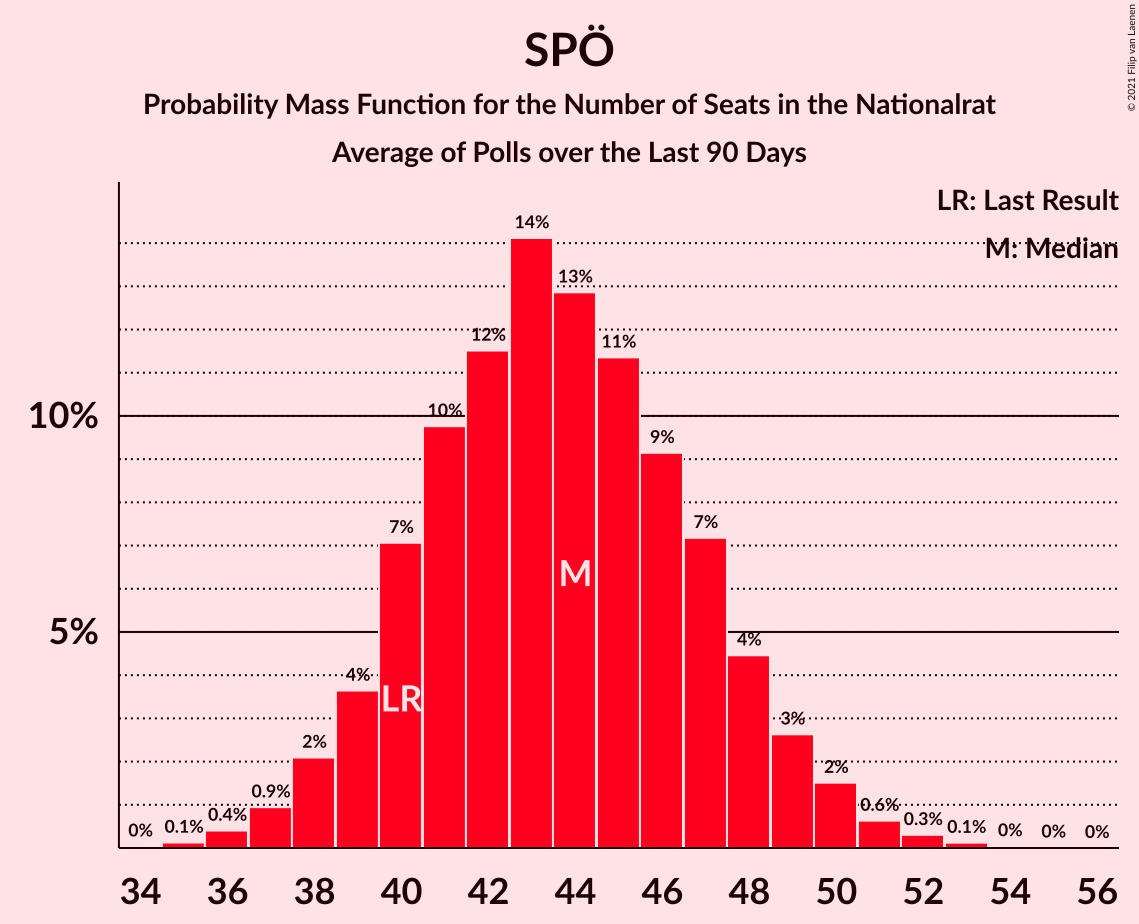 SPÖ
Probability Mass Function for the Number of Seats in the Nationalrat
Average of Polls over the Last 90 Days
© 2021 Filip van Laenen
LR: Last Result
M: Median
14%
13%
12%
11%
10%
10%
9%
7%
7%
M
5%
4%
4%
LR
3%
2%
2%
0.9%
0.6%
0.4%
0.3%
0% 0.1%
0.1% 0% 0% 0%
34 36 38 40 42 44 46 48 50 52 54 56